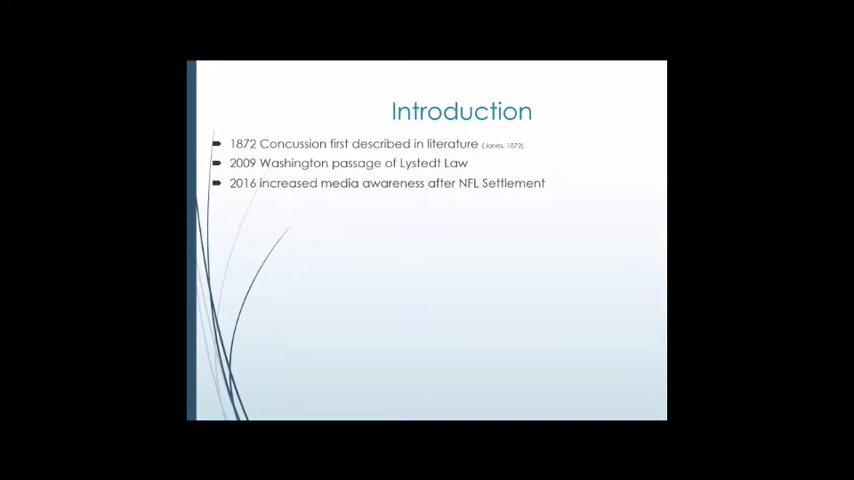 Introduction
1872 Concussion first described in literature (Jones, 1872).
2009 Washington passage of Lystedt Law
2016 increased media awareness after NFL Settlement